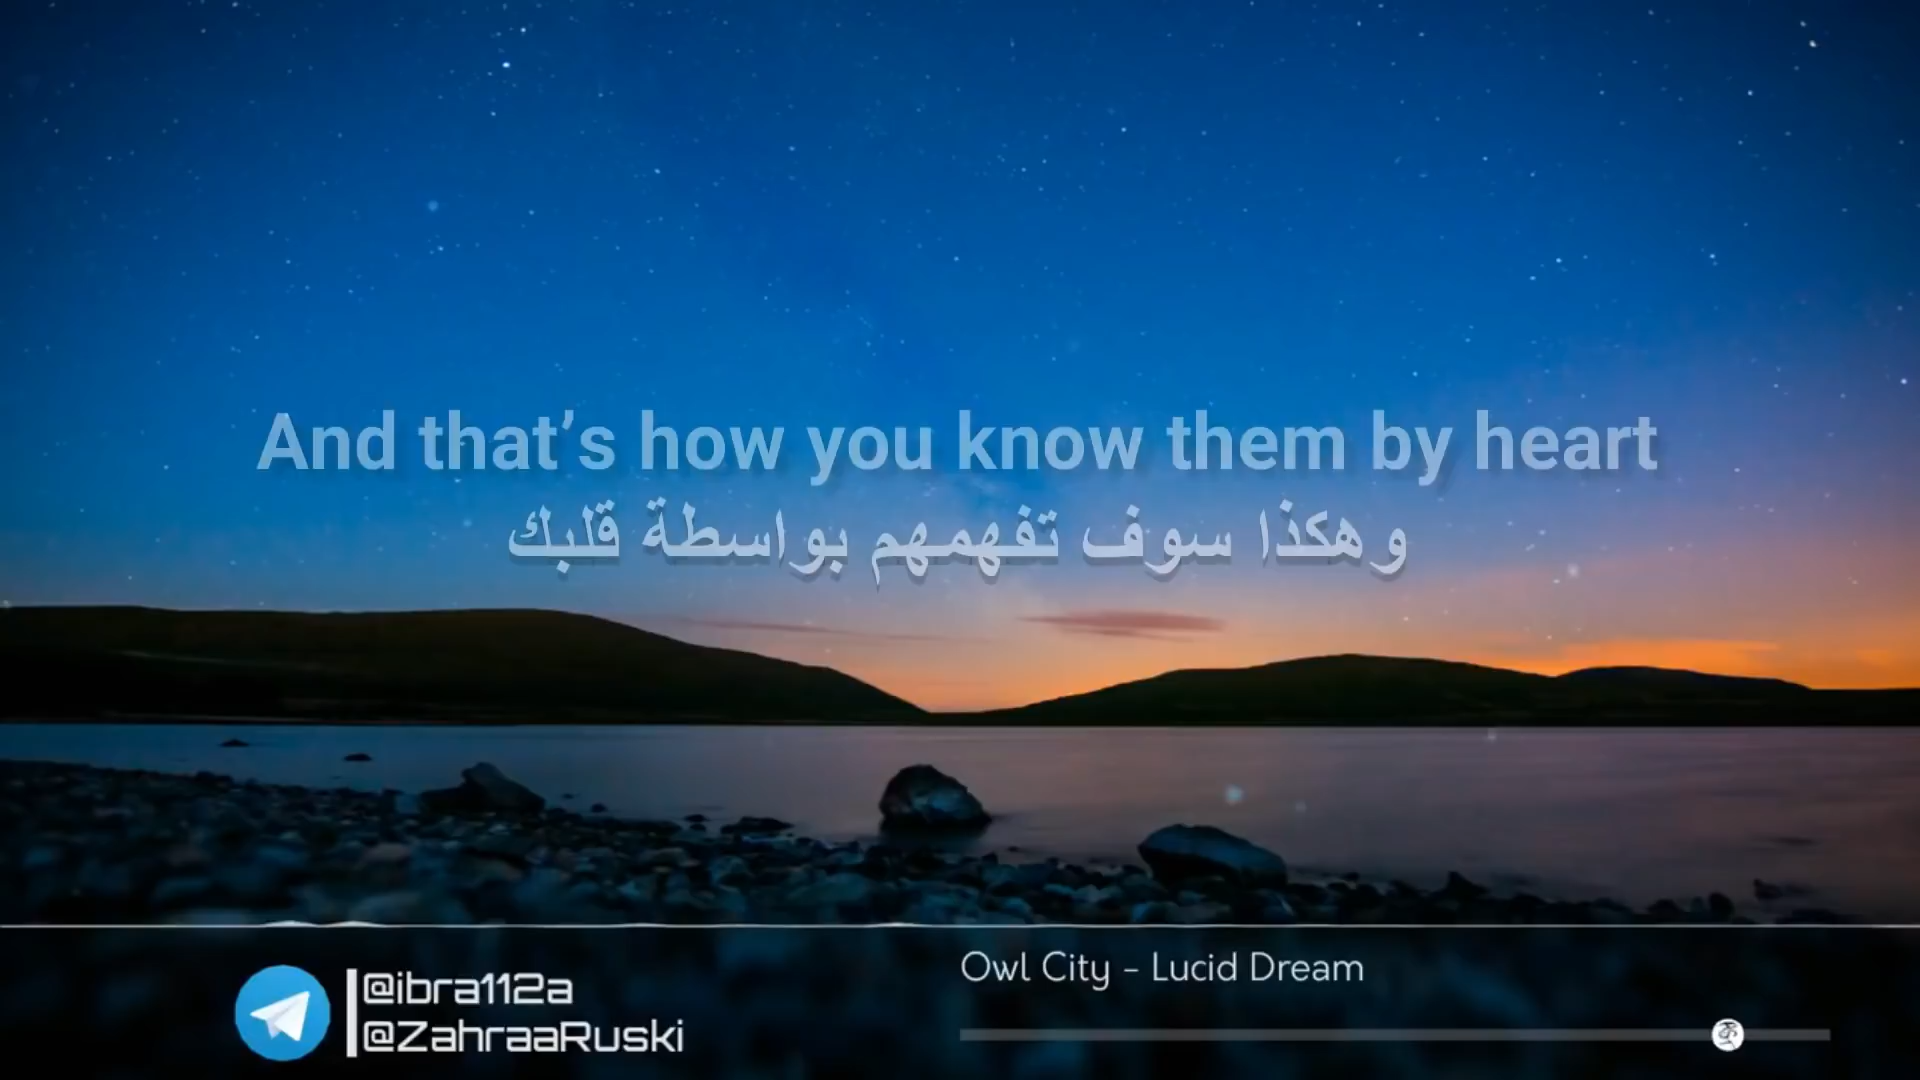 And that’s how you know them by heart
وهكذا سوف تفهمهم بواسطة قلبك
@ibra112a
@ZahraaRuski
Owl City - Lucid Dream